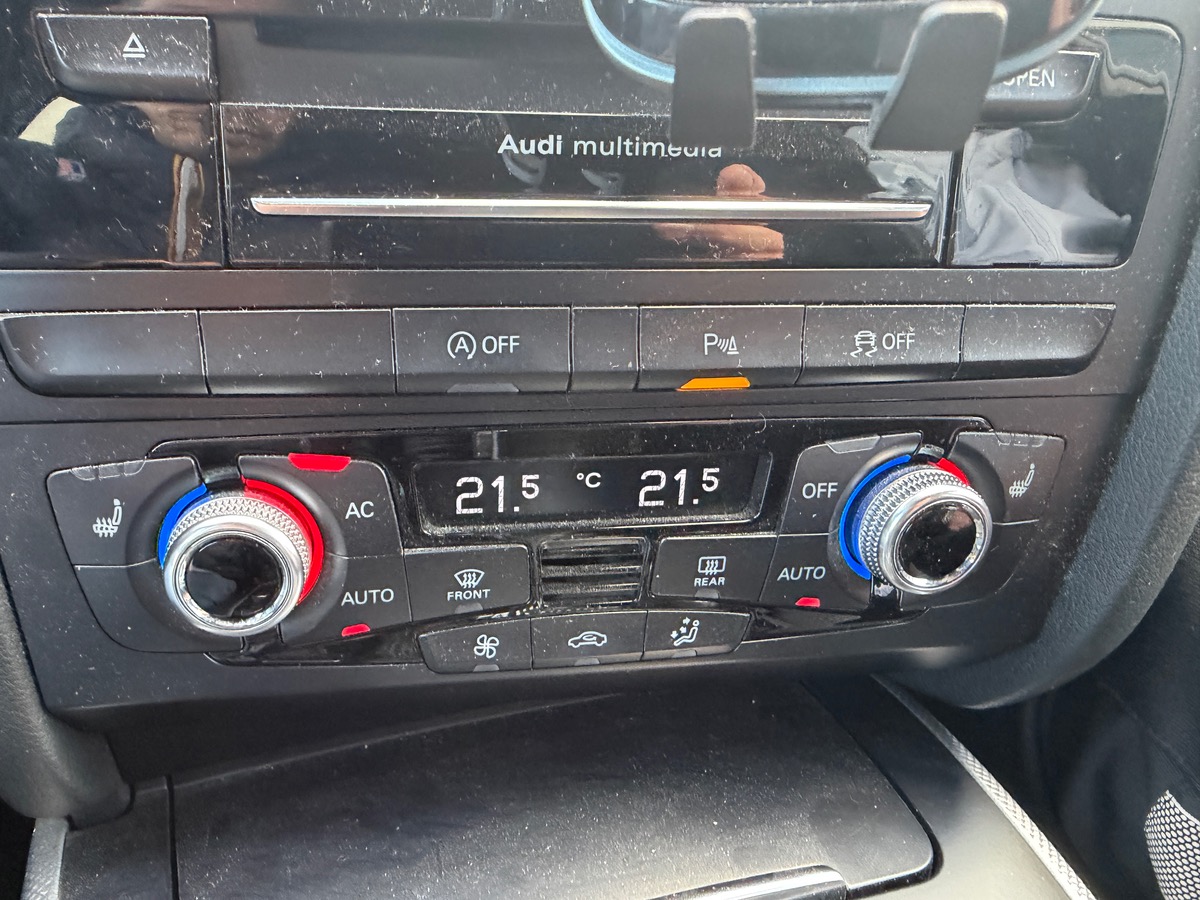 OPEN
Audi multimedia
A OFF
P
OFF
21.5 °C 21.5
AC
OFF
AUTO
FRONT
REAR
AUTO